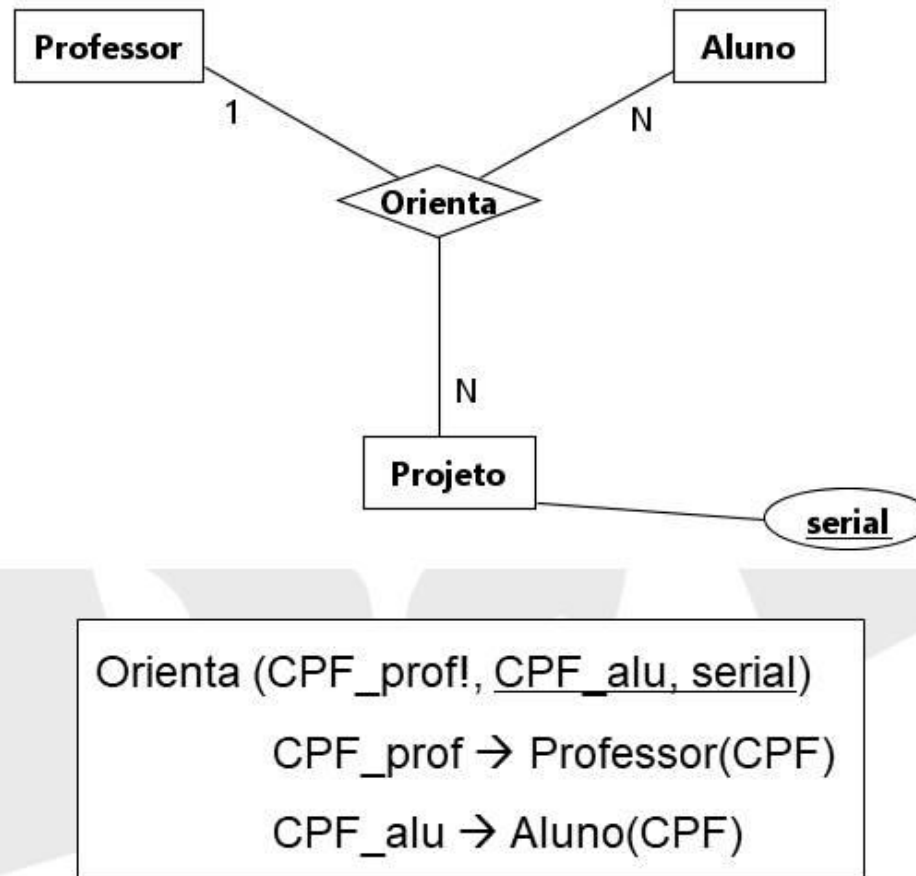 Professor
Aluno
1
N
Orienta
N
Projeto
serial
Orienta (CPF_prof!, CPF_alu, serial)
CPF_prof → Professor(CPF)
CPF_alu → Aluno(CPF)